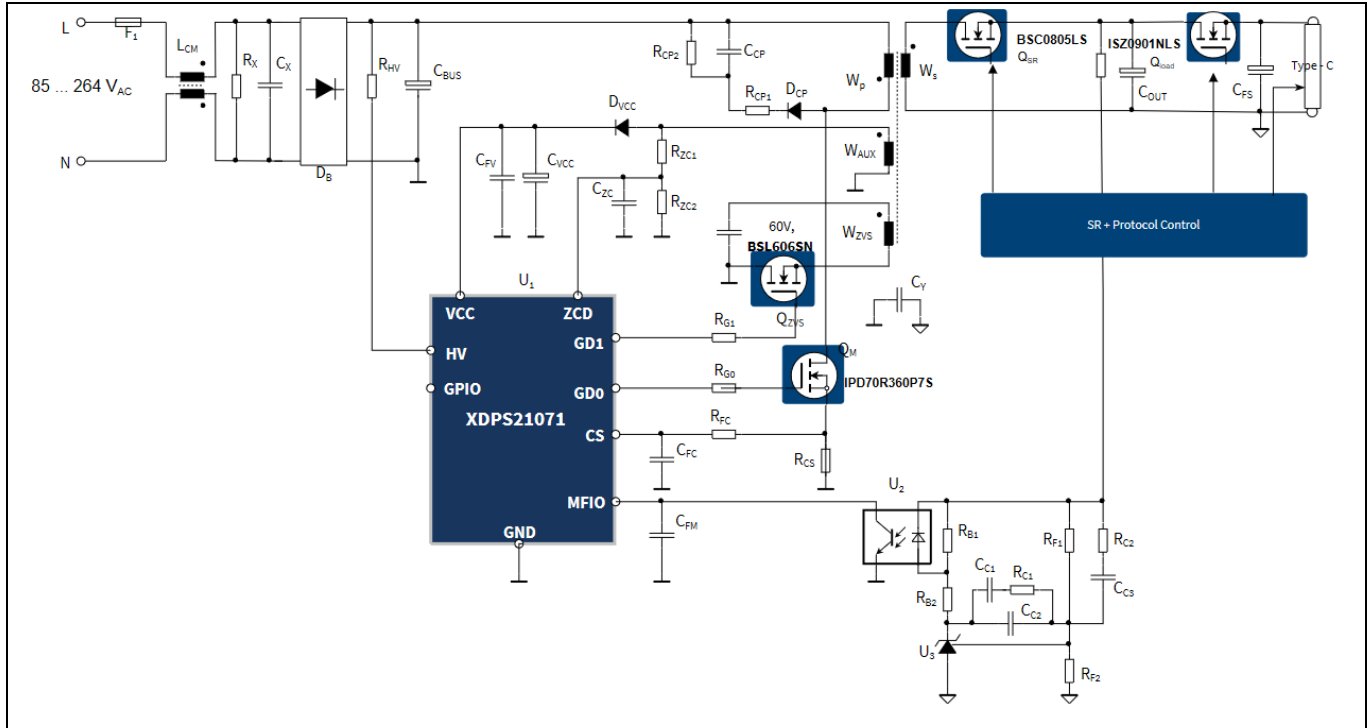 L
F1
LCM
RX
CX
85 ... 264 VAC
N
DB
RHV
CBUS
RCP2
CCP
RCP1
DCP
Wp
Ws
BSC0805LS
QSR
ISZ0901NLS
Qload
COUT
CFS
Type-C
DVCC
CFV
CVCC
RZC1
CZC
RZC2
WAUX
60V,
BSL606SN
QZVS
WZVS
CY
SR + Protocol Control
U1
VCC
ZCD
HV
GPIO
GD1
GD0
CS
MFIO
GND
XDPS21071
RG1
RG0
RFC
CFC
CFM
QM
IPD70R360P7S
RCS
U2
RB1
RB2
CC1
RC1
CC2
RF1
RC2
CC3
U3
RF2